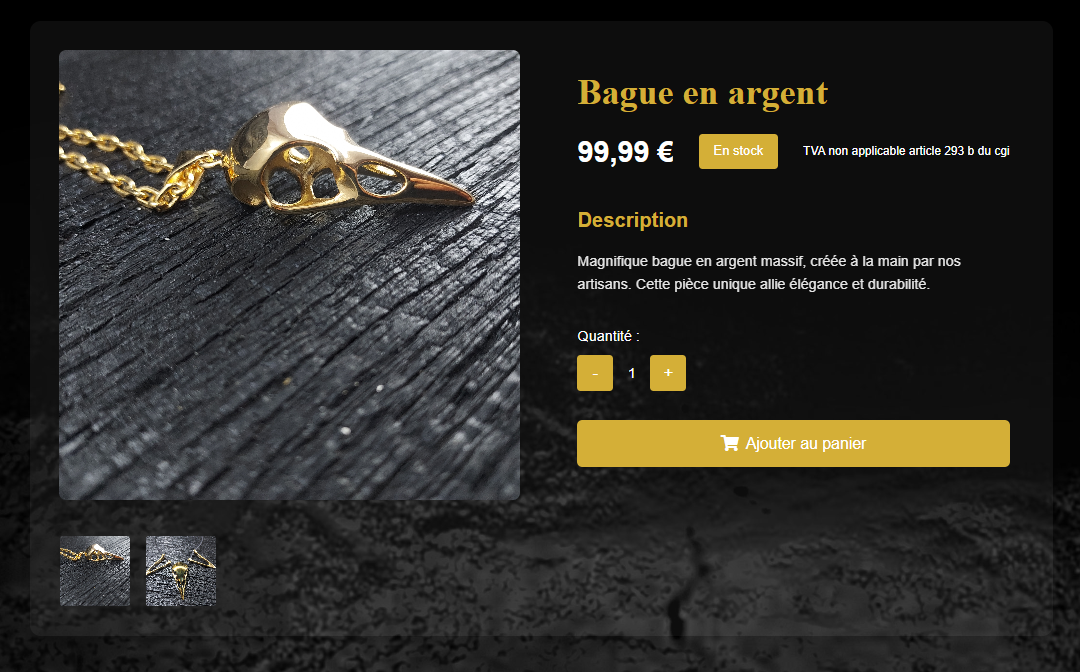 Bague en argent
99,99 €
En stock
TVA non applicable article 293 b du cgi
Description
Magnifique bague en argent massif, créée à la main par nos
artisans. Cette pièce unique allie élégance et durabilité.
Quantité :
- 1 +
Ajouter au panier